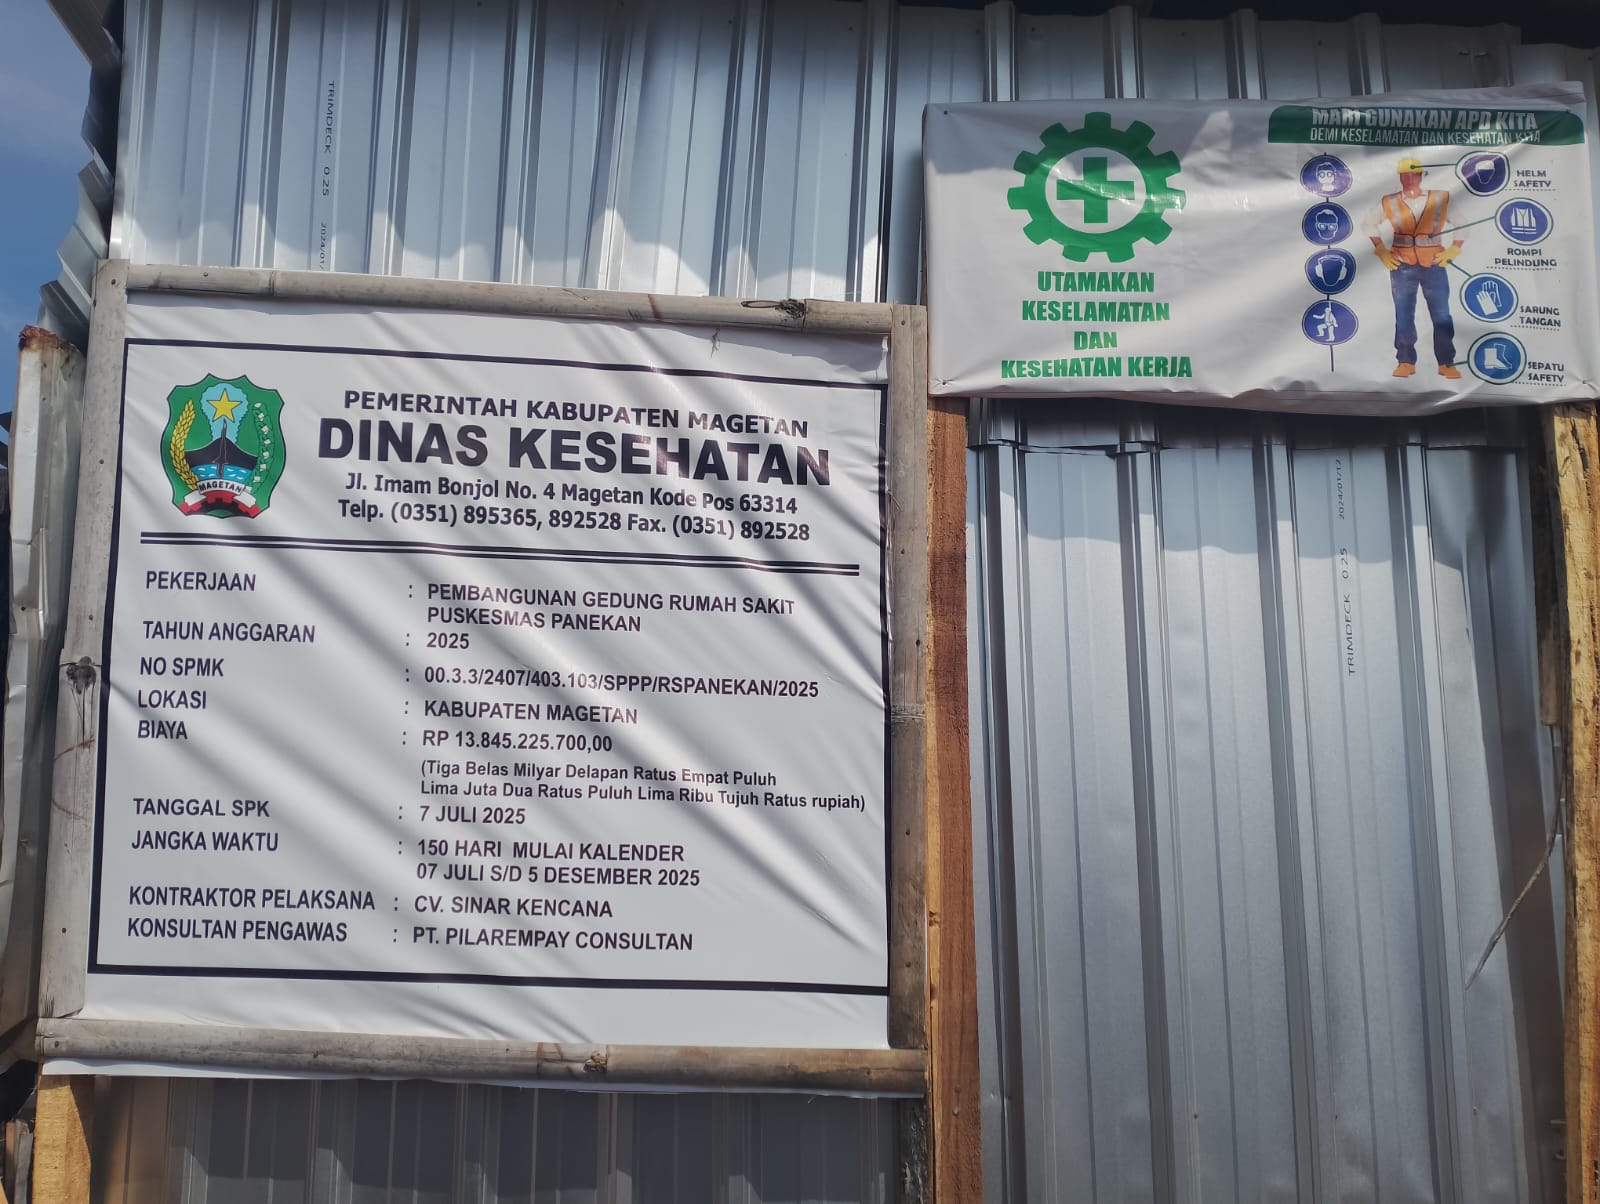 TRIMDECK 0.25 2024/01/
PEMERINTAH KABUPATEN MAGETAN
DINAS KESEHATAN
Jl. Imam Bonjol No. 4 Magetan Kode Pos 63314
Telp. (0351) 895365, 892528 Fax. (0351) 892528
MAGETAN
PEKERJAAN : PEMBANGUNAN GEDUNG RUMAH SAKIT
PUSKESMAS PANEKAN
TAHUN ANGGARAN : 2025
NO SPMK : 00.3.3/2407/403.103/SPPP/RSPANEKAN/2025
LOKASI : KABUPATEN MAGETAN
BIAYA : RP 13.845.225.700,00
(Tiga Belas Milyar Delapan Ratus Empat Puluh
Lima Juta Dua Ratus Puluh Lima Ribu Tujuh Ratus rupiah)
TANGGAL SPK : 7 JULI 2025
JANGKA WAKTU : 150 HARI MULAI KALENDER
07 JULI S/D 5 DESEMBER 2025
KONTRAKTOR PELAKSANA : CV. SINAR KENCANA
KONSULTAN PENGAWAS : PT. PILAREMPAY CONSULTAN
UTAMAKAN
KESELAMATAN
DAN
KESEHATAN KERJA
MARI GUNAKAN APD KITA
DEMI KESELAMATAN DAN KESEHATAN KITA
HELM
SAFETY
ROMPI
PELINDUNG
SARUNG
TANGAN
SEPATU
SAFETY
TRIMDECK 0.25 2024/01/12